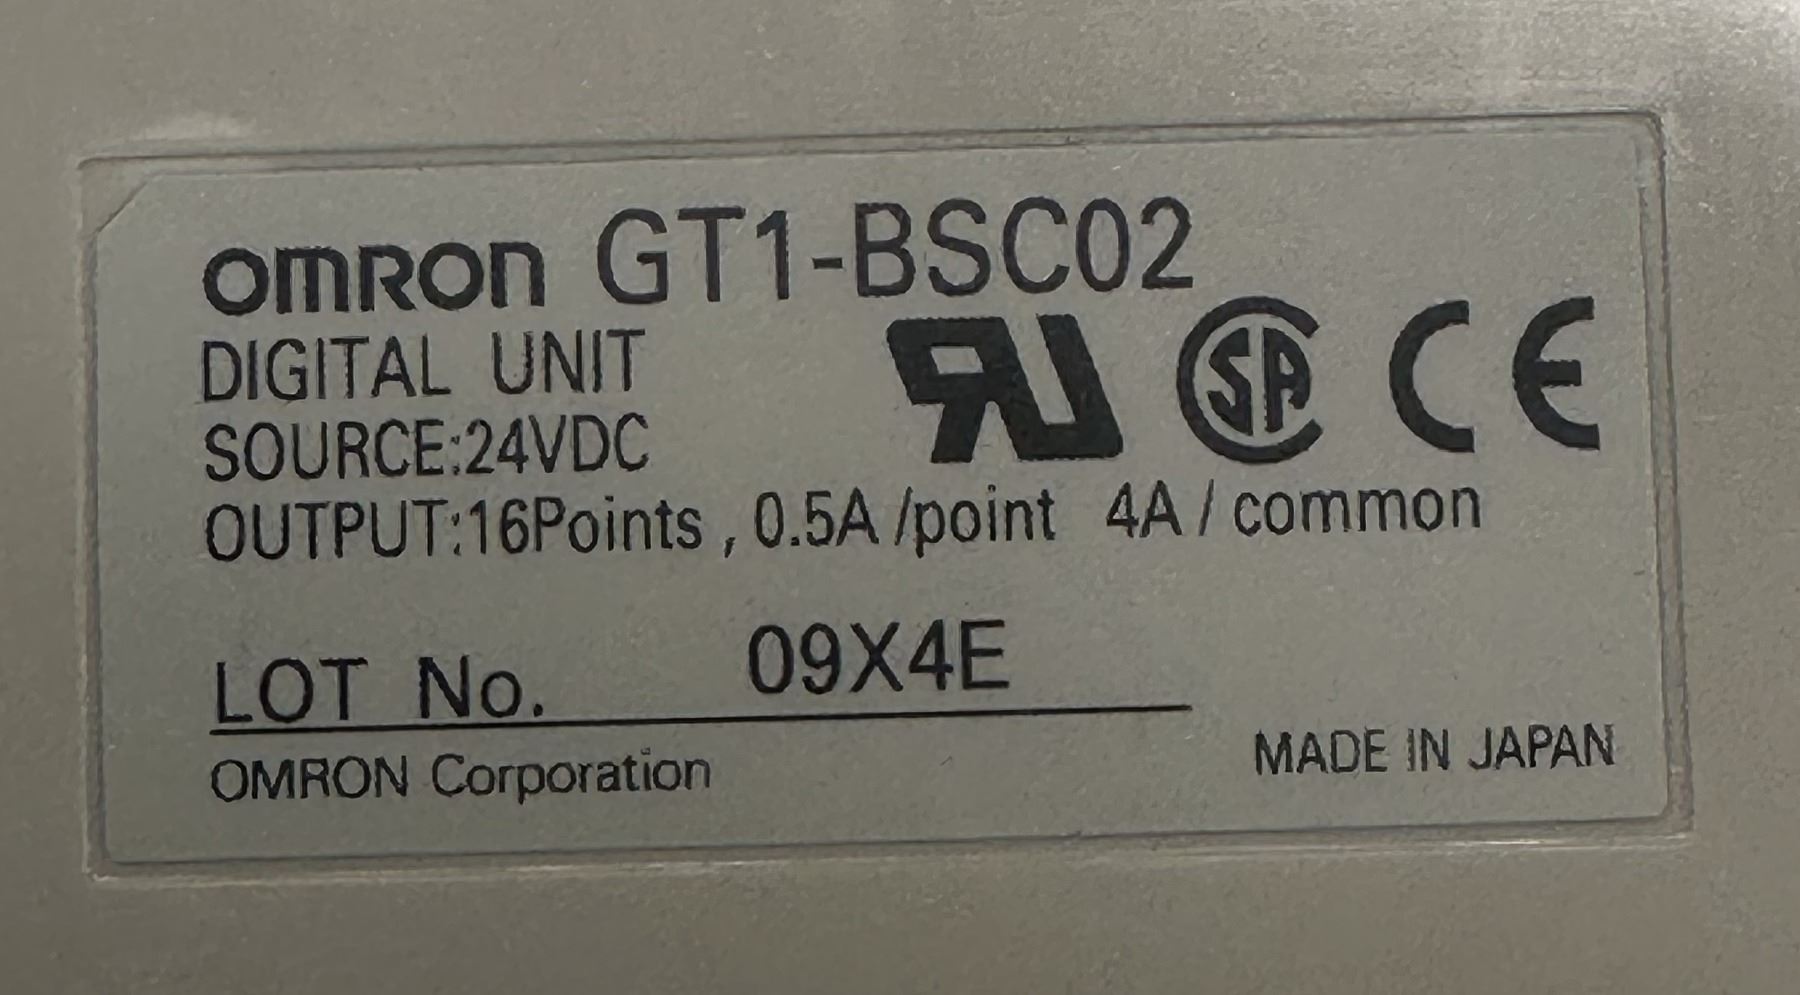 OMRON GT1-BSC02
DIGITAL UNIT
SOURCE:24VDC
OUTPUT:16Points, 0.5A/point 4A/common
LOT No. 09X4E
OMRON Corporation
MADE IN JAPAN